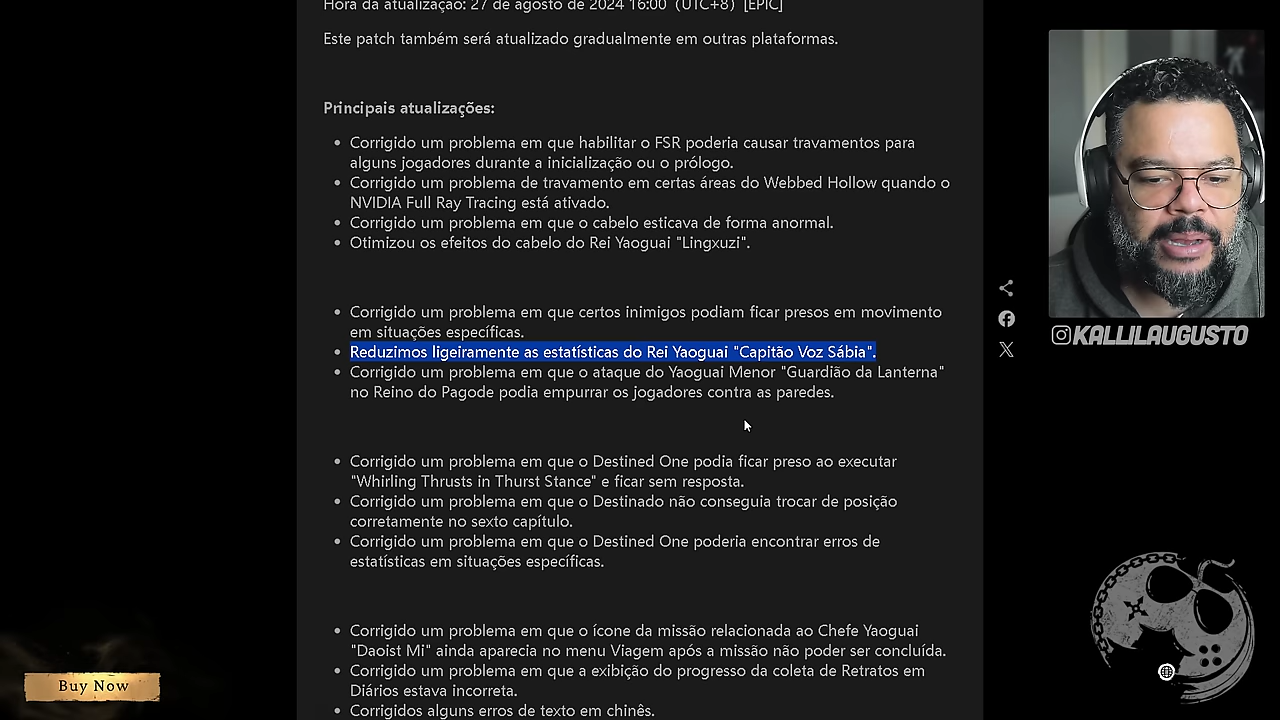 Hora da atualização: 27 de agosto de 2024 16:00 (UTC+8) [EPIC]
Este patch também será atualizado gradualmente em outras plataformas.
Principais atualizações:
Corrigido um problema em que habilitar o FSR poderia causar travamentos para
alguns jogadores durante a inicialização ou o prólogo.
Corrigido um problema de travamento em certas áreas do Webbed Hollow quando o
NVIDIA Full Ray Tracing está ativado.
Corrigido um problema em que o cabelo esticava de forma anormal.
Otimizou os efeitos do cabelo do Rei Yaoguai "Lingxuzi".
Corrigido um problema em que certos inimigos podiam ficar presos em movimento
em situações específicas.
Reduzimos ligeiramente as estatísticas do Rei Yaoguai "Capitão Voz Sábia".
Corrigido um problema em que o ataque do Yaoguai Menor "Guardião da Lanterna"
no Reino do Pagode podia empurrar os jogadores contra as paredes.
Corrigido um problema em que o Destined One podia ficar preso ao executar
"Whirling Thrusts in Thurst Stance" e ficar sem resposta.
Corrigido um problema em que o Destinado não conseguia trocar de posição
corretamente no sexto capítulo.
Corrigido um problema em que o Destined One poderia encontrar erros de
estatísticas em situações específicas.
Corrigido um problema em que o ícone da missão relacionada ao Chefe Yaoguai
"Daoist Mi" ainda aparecia no menu Viagem após a missão não poder ser concluída.
Corrigido um problema em que a exibição do progresso da coleta de Retratos em
Diários estava incorreta.
Corrigidos alguns erros de texto em chinês.
KALLILAUGUSTO
Buy Now